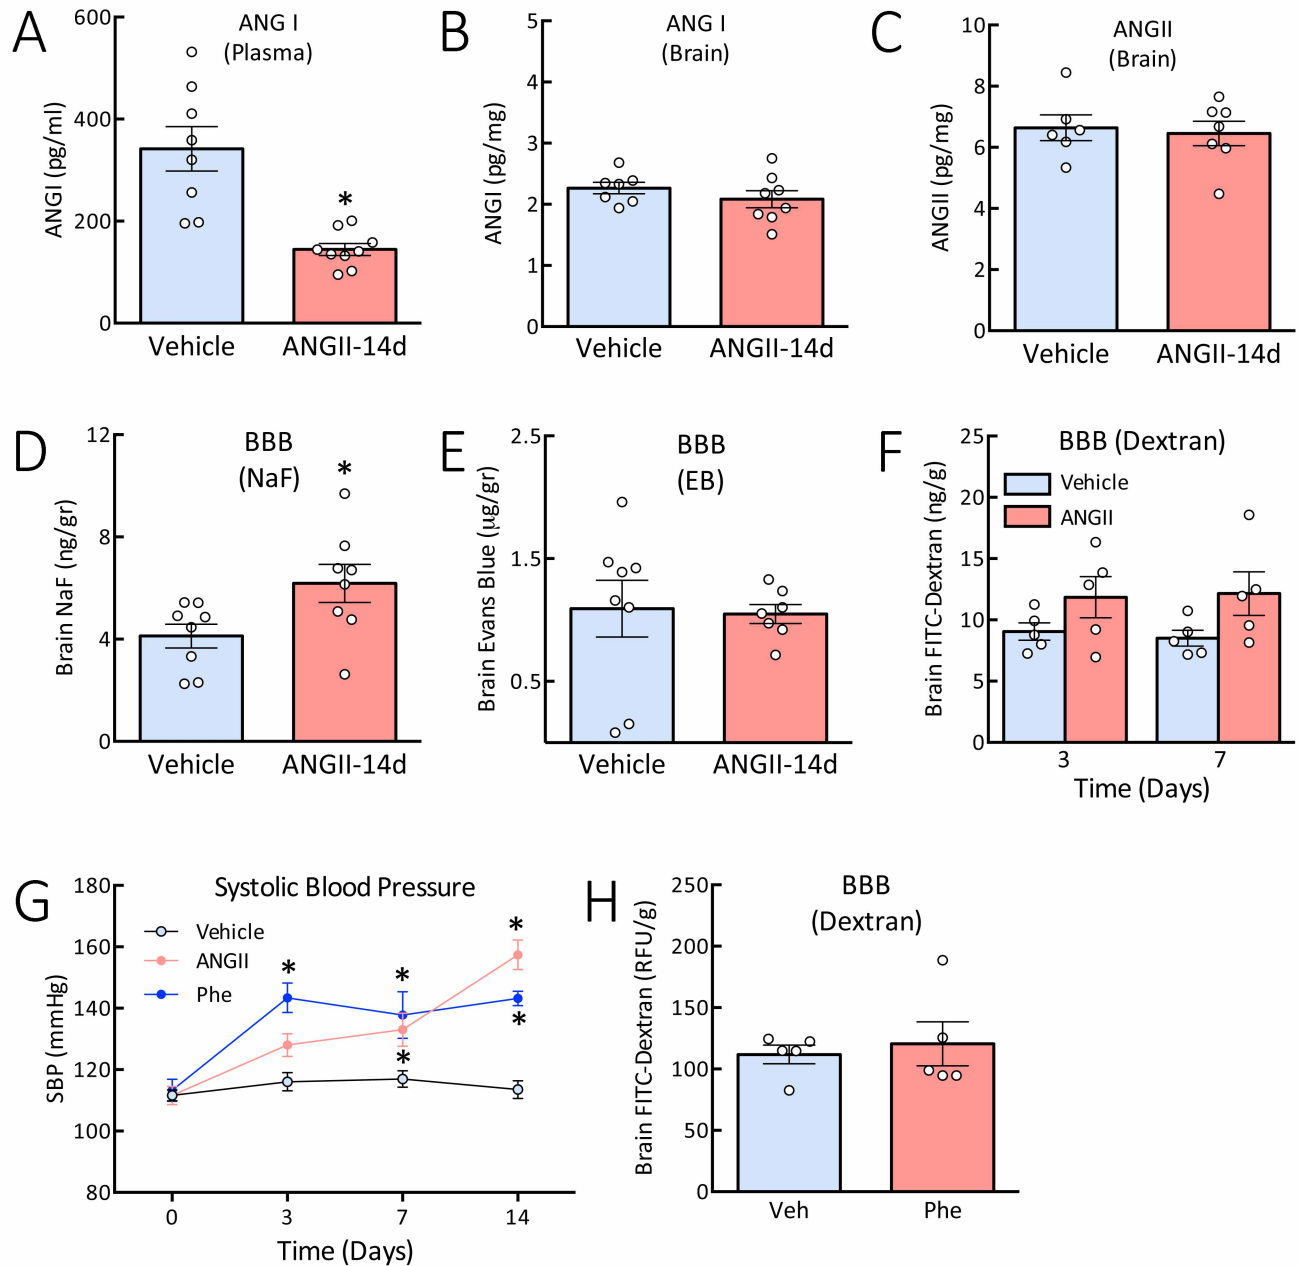 A
ANG I
(Plasma)
ANGI (pg/ml)
600
400
200
0
*
Vehicle
ANGII-14d
B
ANG I
(Brain)
ANGI (pg/mg)
5
4
3
2
1
0
Vehicle
ANGII-14d
C
ANGII
(Brain)
ANGII (pg/mg)
10
8
6
4
2
0
Vehicle
ANGII-14d
D
BBB
(NaF)
Brain NaF (ng/gr)
12
8
4
0
*
Vehicle
ANGII-14d
E
BBB
(EB)
Brain Evans Blue (µg/gr)
2.5
1.5
0.5
Vehicle
ANGII-14d
F
BBB (Dextran)
Vehicle
ANGII
Brain FITC-Dextran (ng/g)
25
20
15
10
5
0
3
7
Time (Days)
G
Systolic Blood Pressure
Vehicle
ANGII
Phe
SBP (mmHg)
180
160
140
120
100
80
*
*
*
*
*
0
3
7
14
Time (Days)
H
BBB
(Dextran)
Brain FITC-Dextran (RFU/g)
250
200
150
100
50
0
Veh
Phe